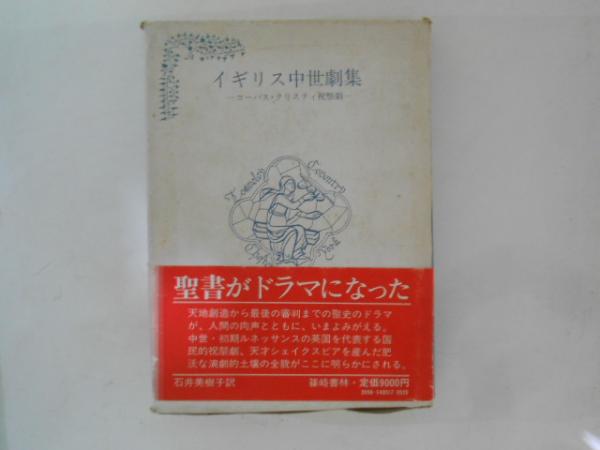 イギリス中世劇集
―コーパス・クリスティ祝祭劇―
Towneley
Coventry
York
聖書がドラマになった
天地創造から最後の審判までの聖史のドラマ
が、人間の肉声とともに、いまよみがえる。
中世・初期ルネッサンスの英国を代表する国
民的祝祭劇、天才シェイクスピアを産んだ肥
沃な演劇的土壌の全貌がここに明らかにされる。
石井美樹子訳
篠崎書林・定価9000円